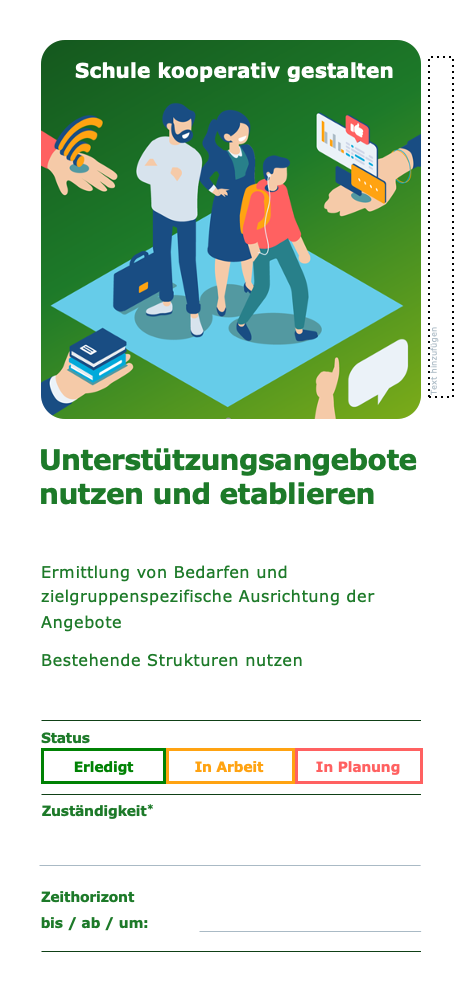 Schule kooperativ gestalten
Text hinzufügen
Unterstützungsangebote
nutzen und etablieren
Ermittlung von Bedarfen und
zielgruppenspezifische Ausrichtung der
Angebote
Bestehende Strukturen nutzen
Status
Erledigt
In Arbeit
In Planung
Zuständigkeit*
Zeithorizont
bis / ab / um: